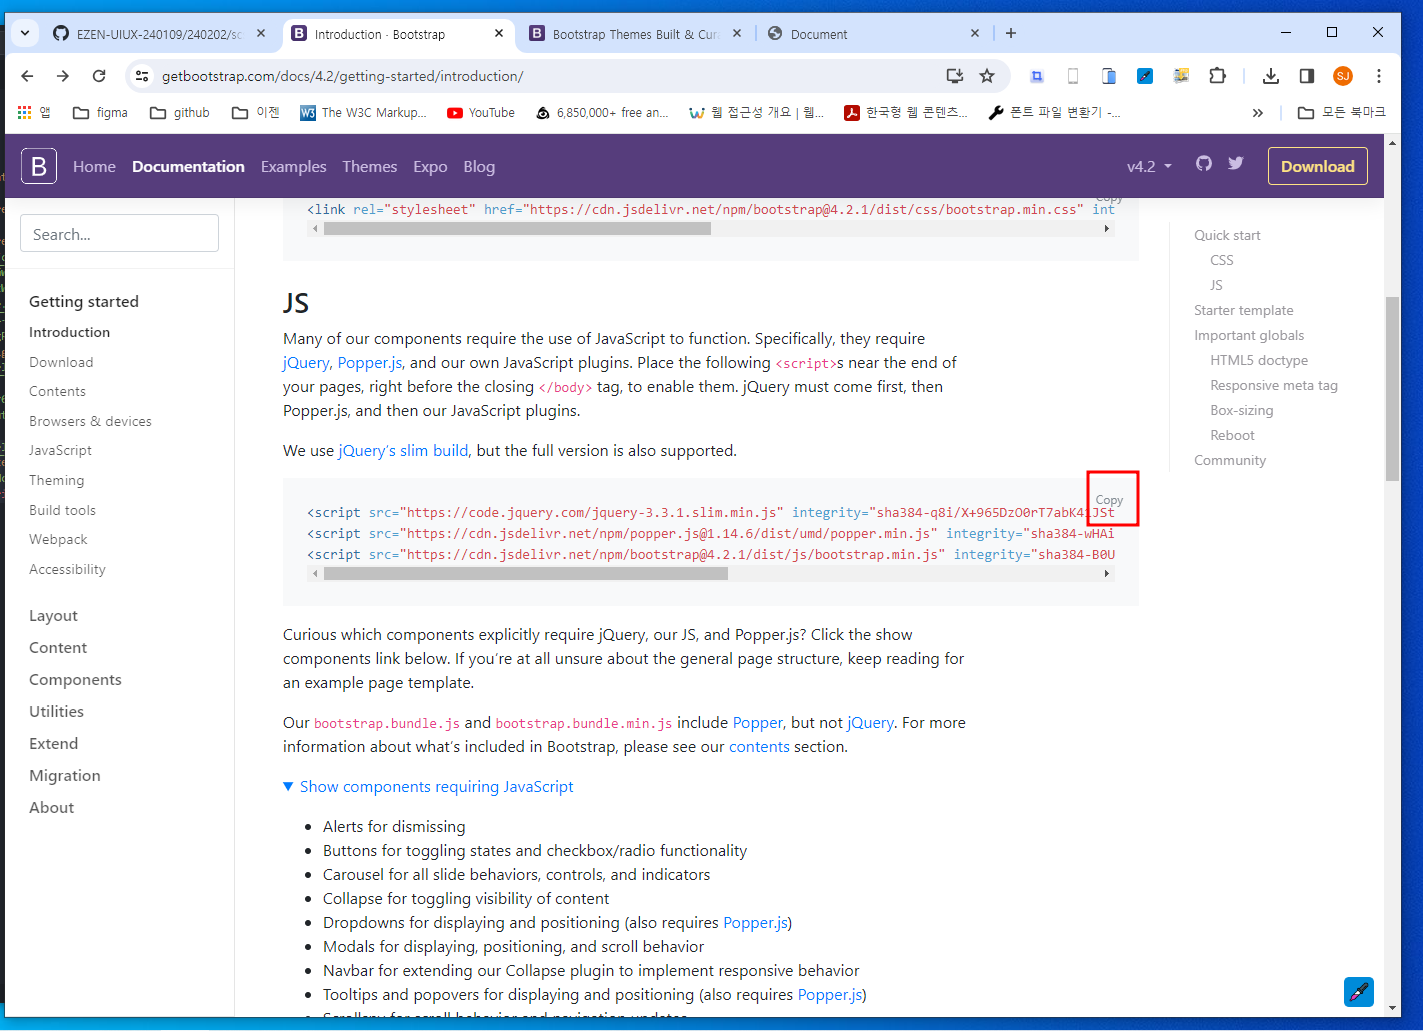 EZEN-UIUX-240109/240202/sc
Introduction · Bootstrap
Bootstrap Themes Built & Cur
Document
getbootstrap.com/docs/4.2/getting-started/introduction/
SJ
앱
figma
github
이젠
W3
The W3C Markup...
YouTube
6,850,000+ free an...
웹 접근성 개요 | 웹...
한국형 웹 콘텐츠...
폰트 파일 변환기 -...
»
모든 북마크
B
Home
Documentation
Examples
Themes
Expo
Blog
v4.2
Download
Search...
Getting started
Introduction
Download
Contents
Browsers & devices
JavaScript
Theming
Build tools
Webpack
Accessibility
Layout
Content
Components
Utilities
Extend
Migration
About
Copy
<link rel="stylesheet" href="https://cdn.jsdelivr.net/npm/bootstrap@4.2.1/dist/css/bootstrap.min.css" int
JS
Many of our components require the use of JavaScript to function. Specifically, they require
jQuery, Popper.js, and our own JavaScript plugins. Place the following <script>s near the end of
your pages, right before the closing </body> tag, to enable them. jQuery must come first, then
Popper.js, and then our JavaScript plugins.
We use jQuery's slim build, but the full version is also supported.
Copy
<script src="https://code.jquery.com/jquery-3.3.1.slim.min.js" integrity="sha384-q8i/X+965DzO0rT7abK41JSt
<script src="https://cdn.jsdelivr.net/npm/popper.js@1.14.6/dist/umd/popper.min.js" integrity="sha384-wHAi
<script src="https://cdn.jsdelivr.net/npm/bootstrap@4.2.1/dist/js/bootstrap.min.js" integrity="sha384-B0U
Curious which components explicitly require jQuery, our JS, and Popper.js? Click the show
components link below. If you're at all unsure about the general page structure, keep reading for
an example page template.
Our bootstrap.bundle.js and bootstrap.bundle.min.js include Popper, but not jQuery. For more
information about what's included in Bootstrap, please see our contents section.
▼ Show components requiring JavaScript
• Alerts for dismissing
• Buttons for toggling states and checkbox/radio functionality
• Carousel for all slide behaviors, controls, and indicators
• Collapse for toggling visibility of content
• Dropdowns for displaying and positioning (also requires Popper.js)
• Modals for displaying, positioning, and scroll behavior
• Navbar for extending our Collapse plugin to implement responsive behavior
• Tooltips and popovers for displaying and positioning (also requires Popper.js)
• Scrollspy for scroll behavior and navigation updates
Quick start
CSS
JS
Starter template
Important globals
HTML5 doctype
Responsive meta tag
Box-sizing
Reboot
Community